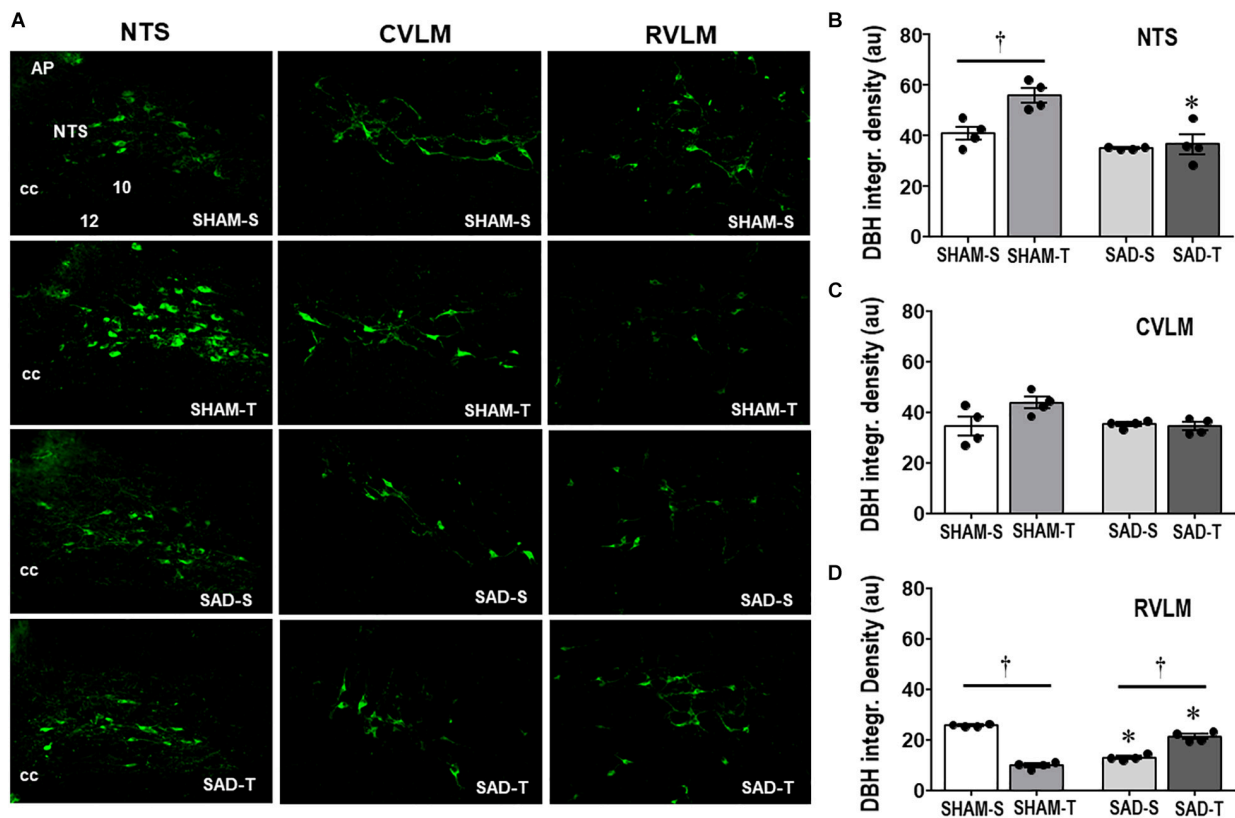 A
NTS
CVLM
RVLM
AP
NTS
cc
10
12
SHAM-S
SHAM-S
SHAM-S
cc
SHAM-T
SHAM-T
SHAM-T
cc
SAD-S
SAD-S
SAD-S
cc
SAD-T
SAD-T
SAD-T
B
NTS
DBH integr. density (au)
80
60
40
20
0
†
*
SHAM-S
SHAM-T
SAD-S
SAD-T
C
CVLM
DBH integr. density (au)
80
60
40
20
0
SHAM-S
SHAM-T
SAD-S
SAD-T
D
RVLM
DBH integr. Density (au)
80
60
40
20
0
†
†
*
*
SHAM-S
SHAM-T
SAD-S
SAD-T